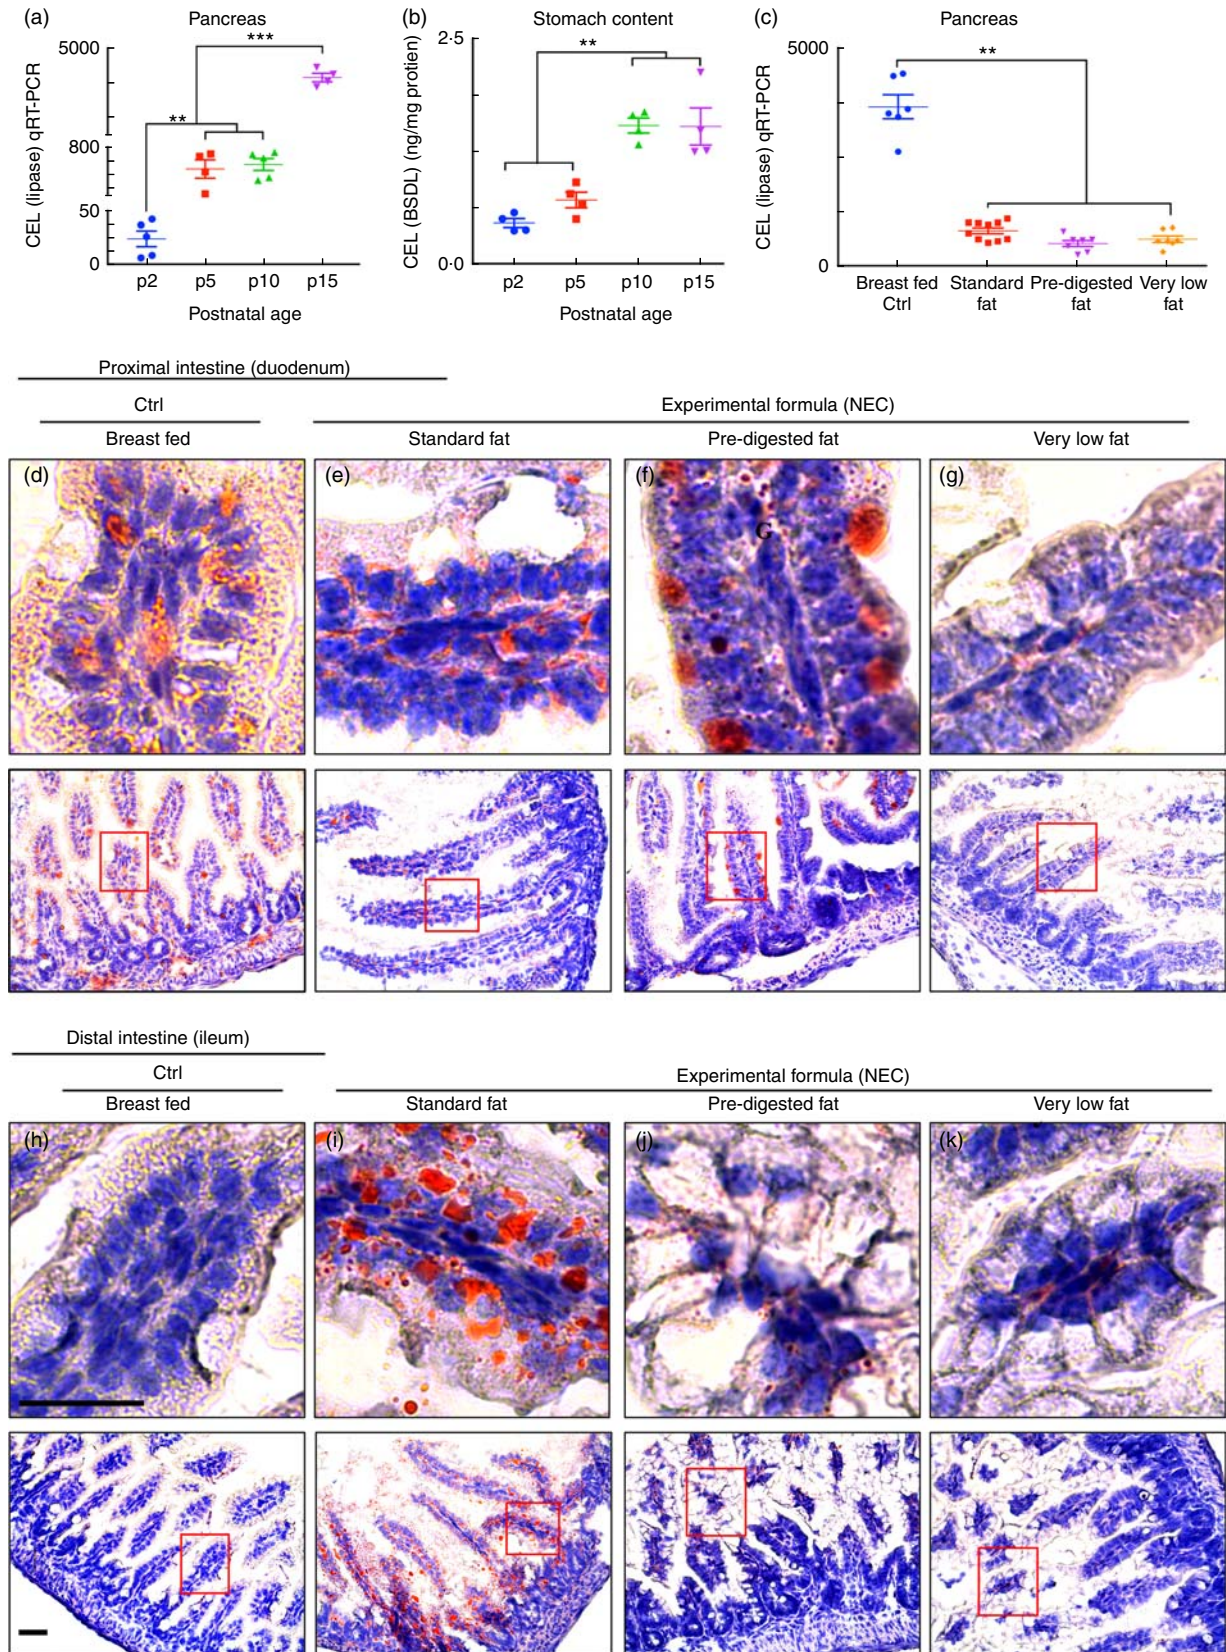 (a) Pancreas
5000
***
**
800
50
0
CEL (lipase) qRT-PCR
p2 p5 p10 p15
Postnatal age
(b) Stomach content
2·5
**
0·0
CEL (BSDL) (ng/mg protien)
p2 p5 p10 p15
Postnatal age
(c) Pancreas
5000
**
0
CEL (lipase) qRT-PCR
Breast fed Standard Pre-digested Very low
Ctrl fat fat fat
Proximal intestine (duodenum)
Ctrl Experimental formula (NEC)
Breast fed Standard fat Pre-digested fat Very low fat
(d) (e) (f) (g)
G
Distal intestine (ileum)
Ctrl Experimental formula (NEC)
Breast fed Standard fat Pre-digested fat Very low fat
(h) (i) (j) (k)